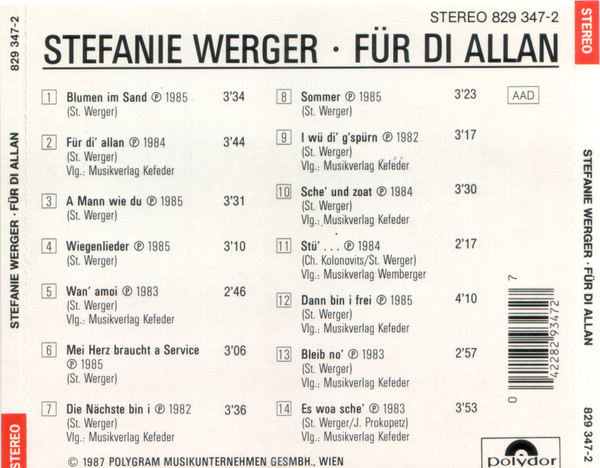 STEREO 829 347-2
STEFANIE WERGER · FÜR DI ALLAN
1 Blumen im Sand ℗ 1985 3'34
(St. Werger)
2 Für di' allan ℗ 1984 3'44
(St. Werger)
Vlg.: Musikverlag Kefeder
3 A Mann wie du ℗ 1985 3'31
(St. Werger)
4 Wiegenlieder ℗ 1985 3'10
(St. Werger)
5 Wan' amoi ℗ 1983 2'46
(St. Werger)
Vlg.: Musikverlag Kefeder
6 Mei Herz braucht a Service 3'06
℗ 1985
(St. Werger)
7 Die Nächste bin i ℗ 1982 3'36
(St. Werger)
Vlg.: Musikverlag Kefeder
8 Sommer ℗ 1985 3'23
(St. Werger)
9 I wü di' g'spürn ℗ 1982 3'17
(St. Werger)
Vlg.: Musikverlag Kefeder
10 Sche' und zoat ℗ 1984 3'30
(St. Werger)
Vlg.: Musikverlag Kefeder
11 Stü' . . . ℗ 1984 2'17
(Ch. Kolonovits/St. Werger)
Vlg.: Musikverlag Wemberger
12 Dann bin i frei ℗ 1985 4'10
(St. Werger)
Vlg.: Musikverlag Kefeder
13 Bleib no' ℗ 1983 2'57
(St. Werger)
Vlg.: Musikverlag Kefeder
14 Es woa sche' ℗ 1983 3'53
(St. Werger/J. Prokopetz)
Vlg.: Musikverlag Kefeder
AAD
7
42282 93472
0
© 1987 POLYGRAM MUSIKUNTERNEHMEN GESMBH., WIEN
polydor
829 347-2
STEFANIE WERGER · FÜR DI ALLAN
STEREO
STEREO
STEFANIE WERGER · FÜR DI ALLAN
829 347-2